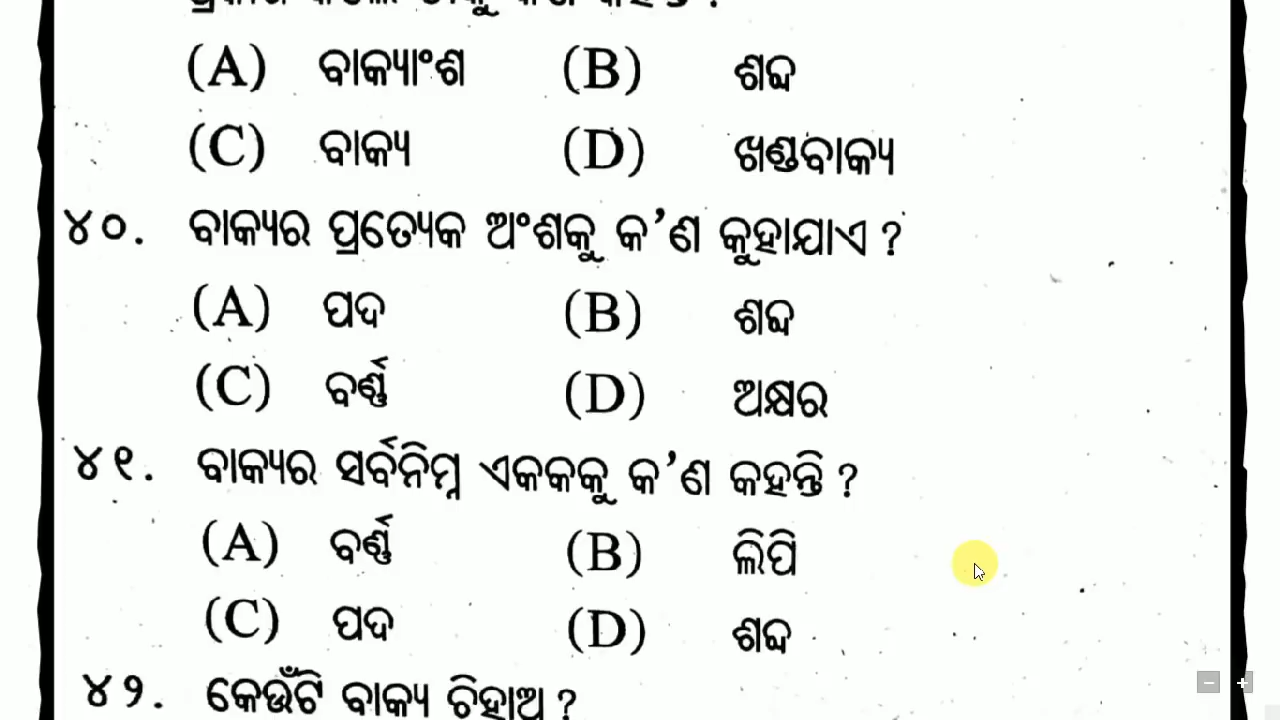 (A) ବାକ୍ୟାଂଶ (B) ଶବ୍ଦ
(C) ବାକ୍ୟ (D) ଖଣ୍ଡବାକ୍ୟ
୪୦. ବାକ୍ୟର ପ୍ରତ୍ୟେକ ଅଂଶକୁ କ'ଣ କୁହାଯାଏ ?
(A) ପଦ (B) ଶବ୍ଦ
(C) ବର୍ଣ୍ଣ (D) ଅକ୍ଷର
୪୧. ବାକ୍ୟର ସର୍ବନିମ୍ନ ଏକକକୁ କ'ଣ କହନ୍ତି ?
(A) ବର୍ଣ୍ଣ (B) ଲିପି
(C) ପଦ (D) ଶବ୍ଦ
୪୨. କେଉଁଟି ବାକ୍ୟ ଚିହାଅ ?